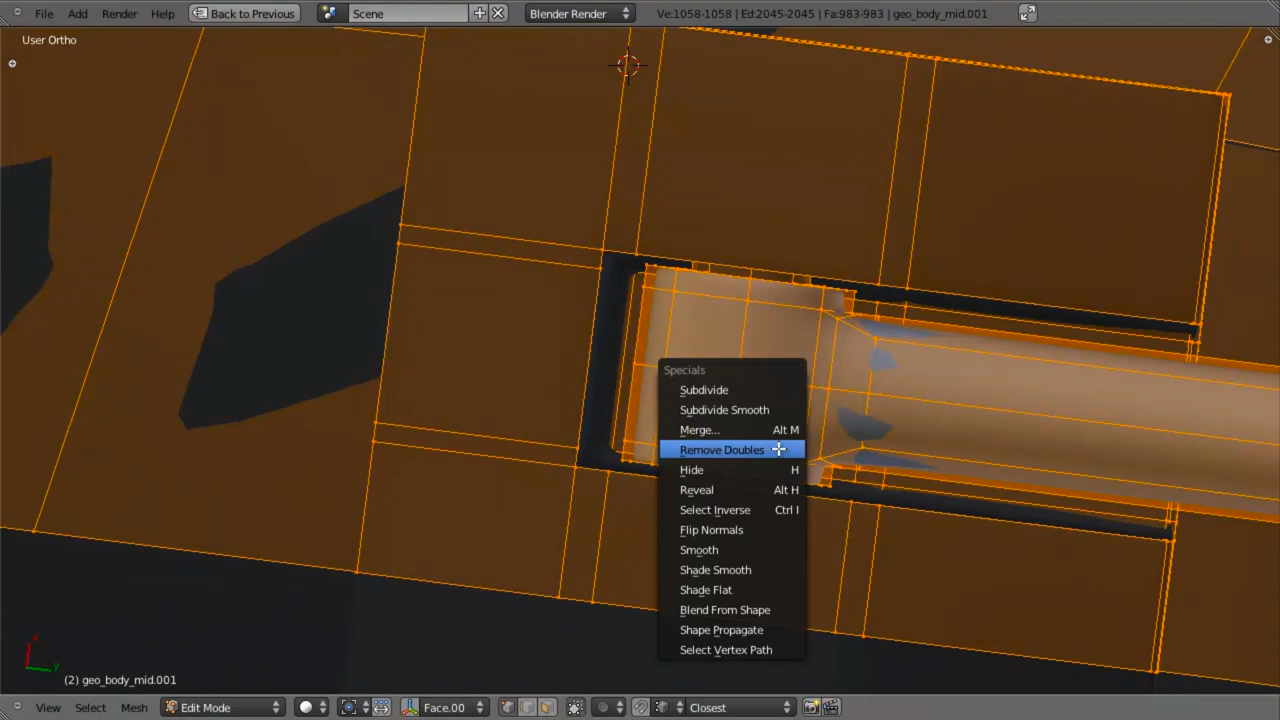 File Add Render Help Back to Previous Scene Blender Render Ve:1058-1058 | Ed:2045-2045 | Fa:983-983 | geo_body_mid.001
User Ortho
Specials
Subdivide
Subdivide Smooth
Merge... Alt M
Remove Doubles
Hide H
Reveal Alt H
Select Inverse Ctrl I
Flip Normals
Smooth
Shade Smooth
Shade Flat
Blend From Shape
Shape Propagate
Select Vertex Path
(2) geo_body_mid.001
View Select Mesh Edit Mode Face.00 Closest